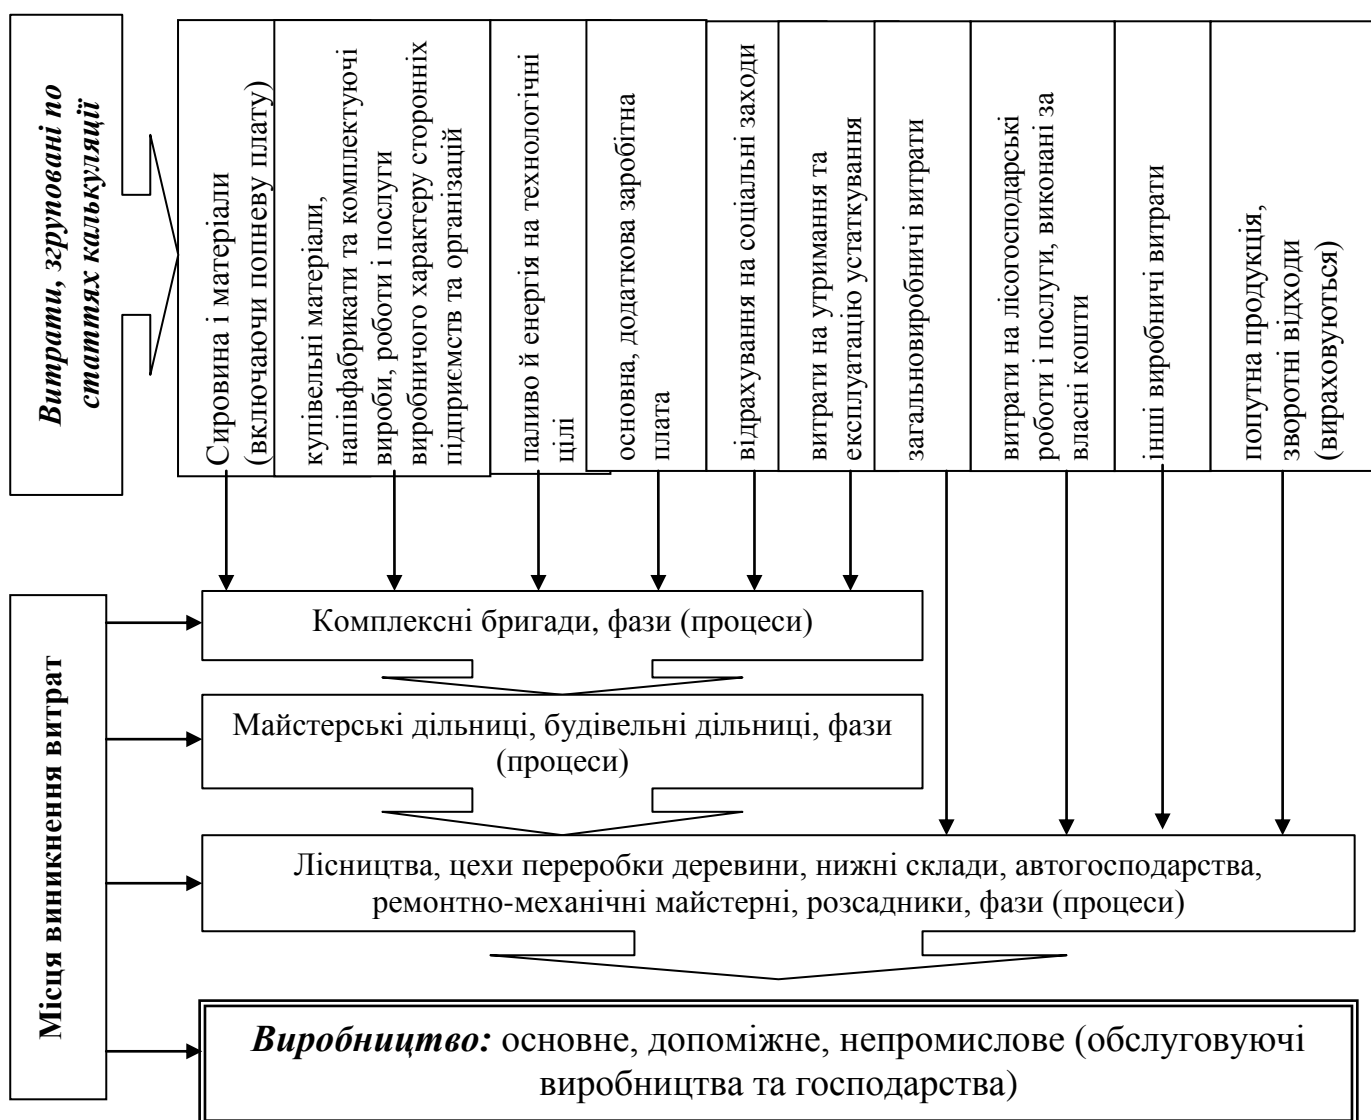 Витрати, згруповані по
статтях калькуляції
Сировина і матеріали
(включаючи попневу плату)
купівельні матеріали,
напівфабрикати та комплектуючі
вироби, роботи і послуги
виробничого характеру сторонніх
підприємств та організацій
паливо й енергія на технологічні
цілі
основна, додаткова заробітна
плата
відрахування на соціальні заходи
витрати на утримання та
експлуатацію устаткування
загальновиробничі витрати
витрати на лісогосподарські
роботи і послуги, виконані за
власні кошти
інші виробничі витрати
попутна продукція,
зворотні відходи
(вираховуються)
Місця виникнення витрат
Комплексні бригади, фази (процеси)
Майстерські дільниці, будівельні дільниці, фази
(процеси)
Лісництва, цехи переробки деревини, нижні склади, автогосподарства,
ремонтно-механічні майстерні, розсадники, фази (процеси)
Виробництво: основне, допоміжне, непромислове (обслуговуючі
виробництва та господарства)